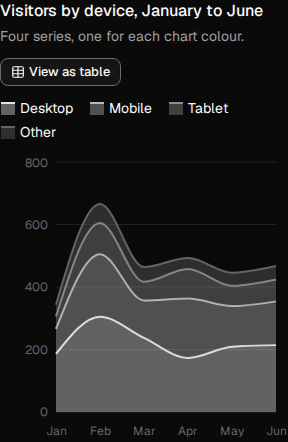 Visitors by device, January to June
Four series, one for each chart colour.
View as table
Desktop Mobile Tablet
Other
800
600
400
200
0
Jan Feb Mar Apr May Jun